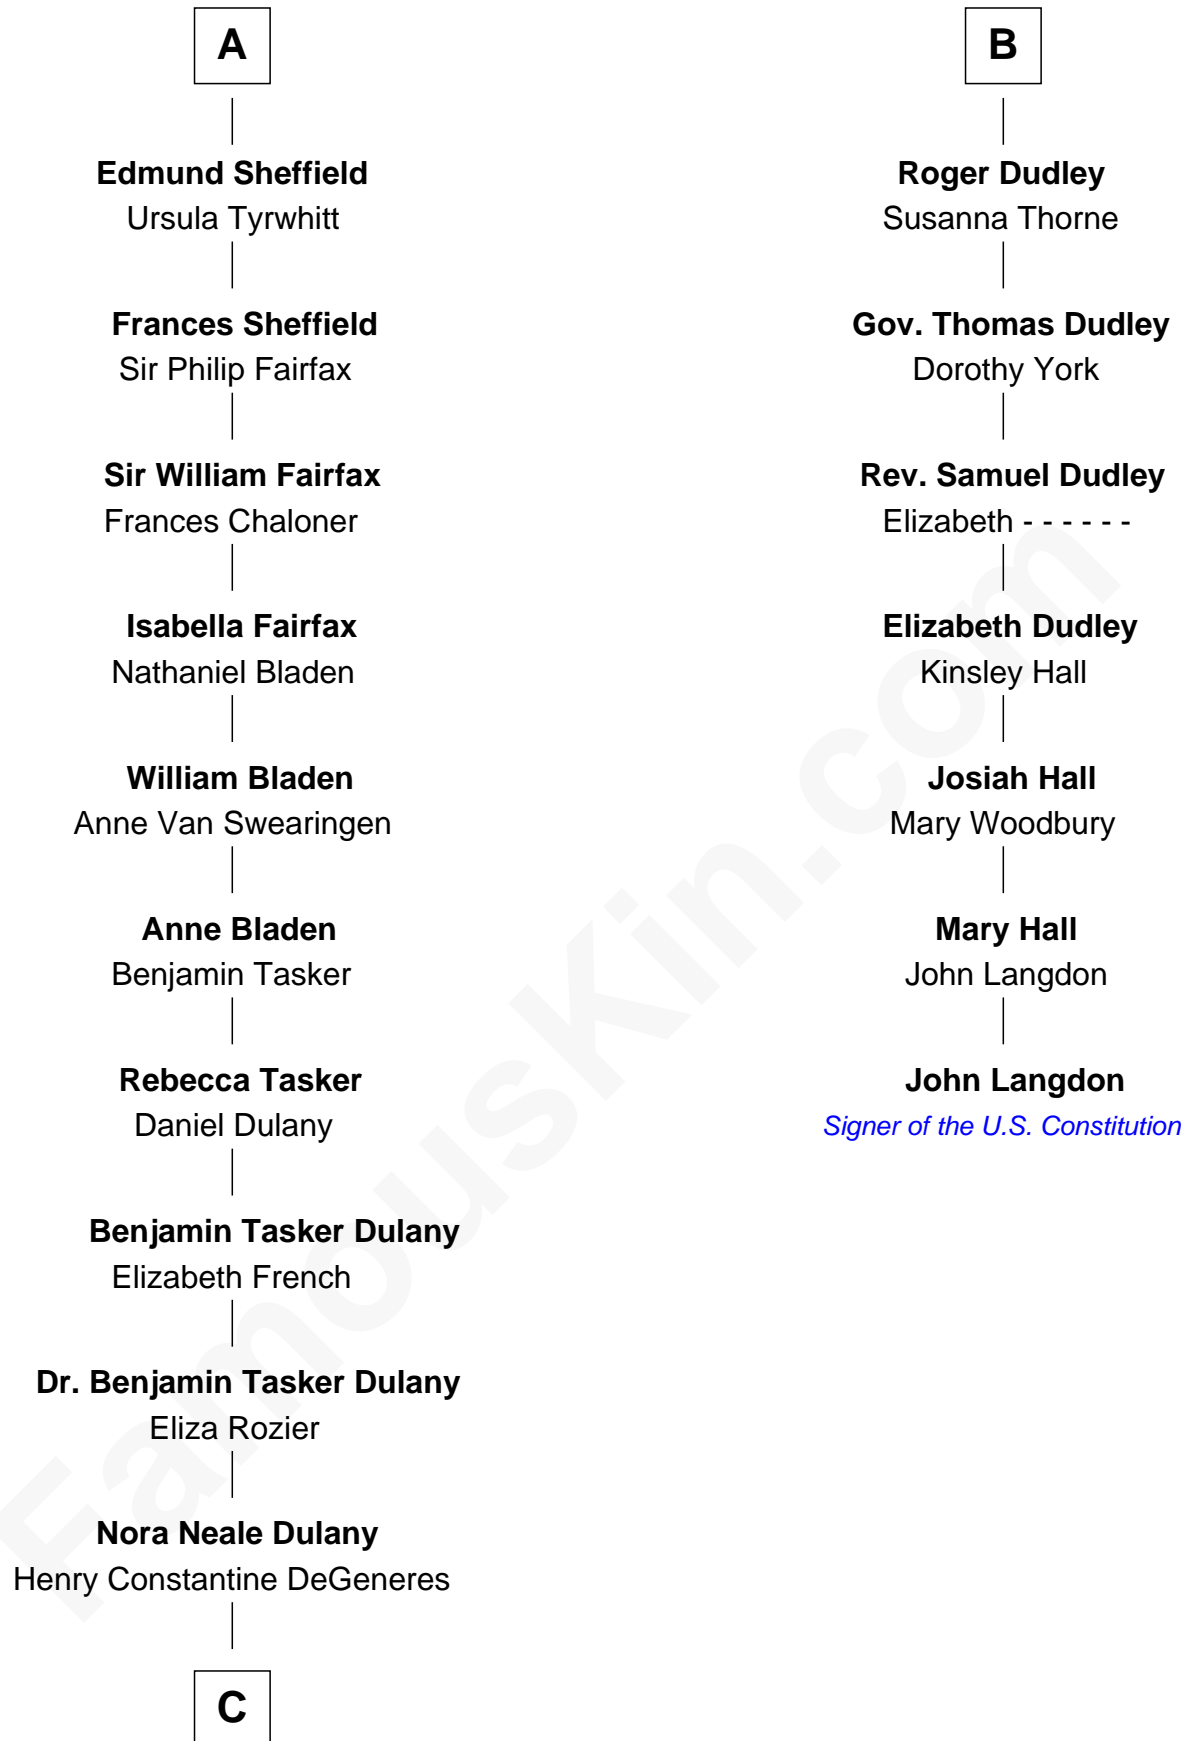 A
Edmund Sheffield
Ursula Tyrwhitt
Frances Sheffield
Sir Philip Fairfax
Sir William Fairfax
Frances Chaloner
Isabella Fairfax
Nathaniel Bladen
William Bladen
Anne Van Swearingen
Anne Bladen
Benjamin Tasker
Rebecca Tasker
Daniel Dulany
Benjamin Tasker Dulany
Elizabeth French
Dr. Benjamin Tasker Dulany
Eliza Rozier
Nora Neale Dulany
Henry Constantine DeGeneres
C
B
Roger Dudley
Susanna Thorne
Gov. Thomas Dudley
Dorothy York
Rev. Samuel Dudley
Elizabeth - - - - - -
Elizabeth Dudley
Kinsley Hall
Josiah Hall
Mary Woodbury
Mary Hall
John Langdon
John Langdon
Signer of the U.S. Constitution
FamousKin.com